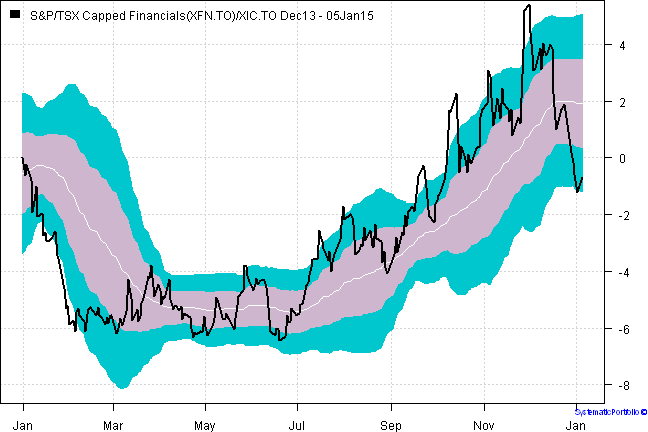 S&P/TSX Capped Financials(XFN.TO)/XIC.TO Dec13 - 05Jan15
4
2
0
-2
-4
-6
-8
Jan Mar May Jul Sep Nov Jan
SystematicPortfolio ©